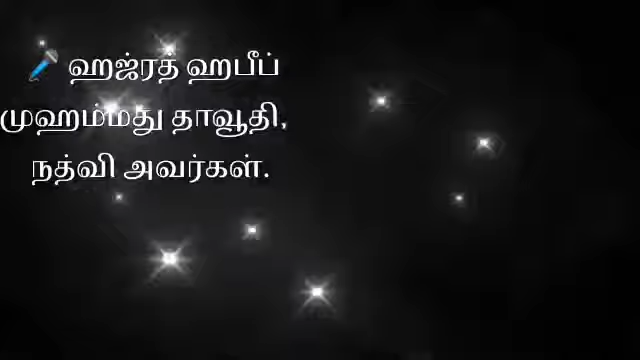 🎤 ஹஜ்ரத் ஹபீப்
முஹம்மது தாவூதி,
நத்வி அவர்கள்.